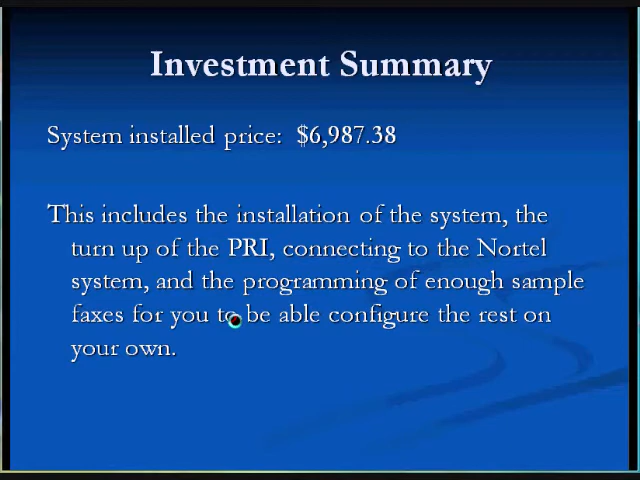 Investment Summary
System installed price:  $6,987.38
This includes the installation of the system, the
turn up of the PRI, connecting to the Nortel
system, and the programming of enough sample
faxes for you to be able configure the rest on
your own.